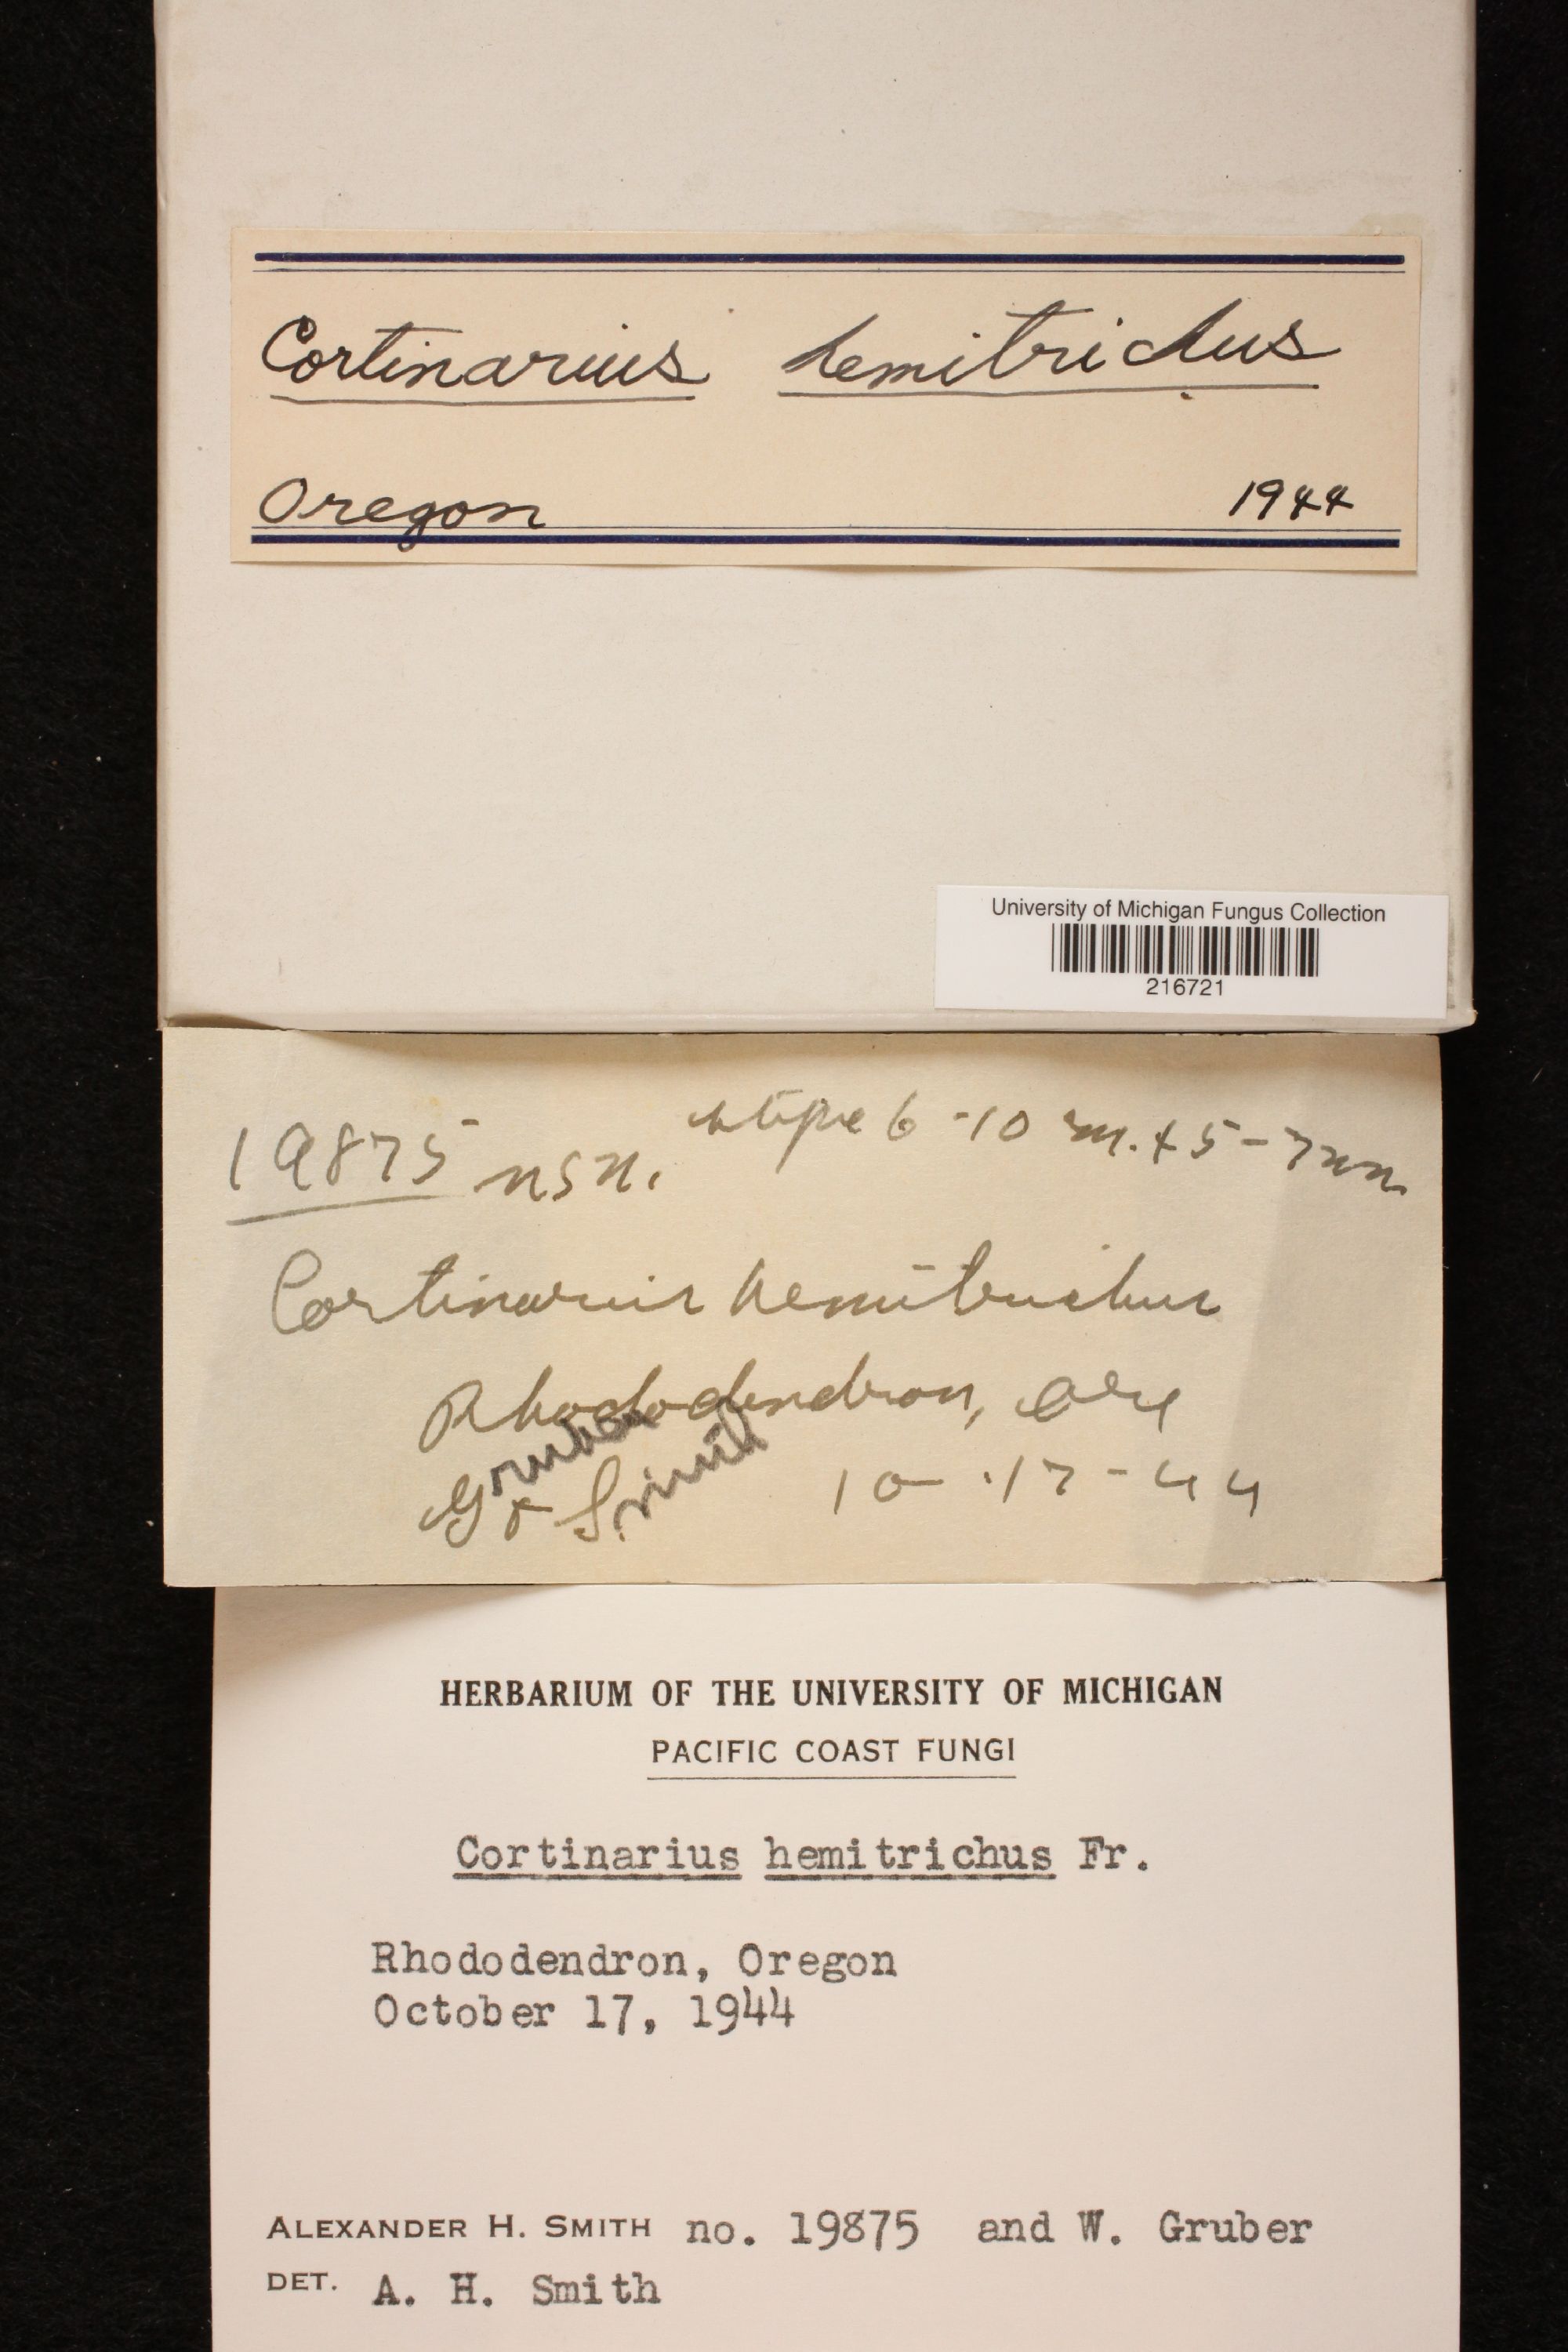 Cortinarius hemitrichus
Oregon 1944
University of Michigan Fungus Collection
216721
stipe 6-10 m. x 5-7 mm
19875 nsn.
Cortinarius hemitrichus
Rhododendron, Ore
Gruber
& Smith 10-17-44
HERBARIUM OF THE UNIVERSITY OF MICHIGAN
PACIFIC COAST FUNGI
Cortinarius hemitrichus Fr.
Rhododendron, Oregon
October 17, 1944
ALEXANDER H. SMITH no. 19875 and W. Gruber
DET. A. H. Smith